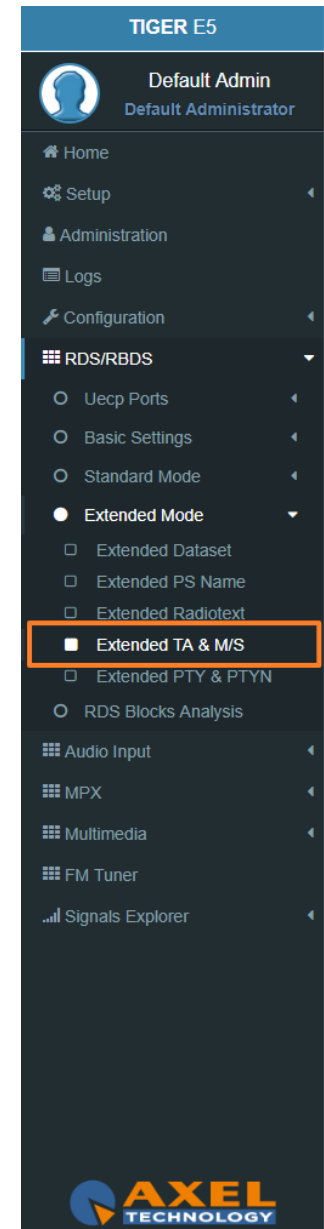 TIGER E5
Default Admin
Default Administrator
Home
Setup
Administration
Logs
Configuration
RDS/RBDS
Uecp Ports
Basic Settings
Standard Mode
Extended Mode
Extended Dataset
Extended PS Name
Extended Radiotext
Extended TA & M/S
Extended PTY & PTYN
RDS Blocks Analysis
Audio Input
MPX
Multimedia
FM Tuner
Signals Explorer
AXEL
TECHNOLOGY